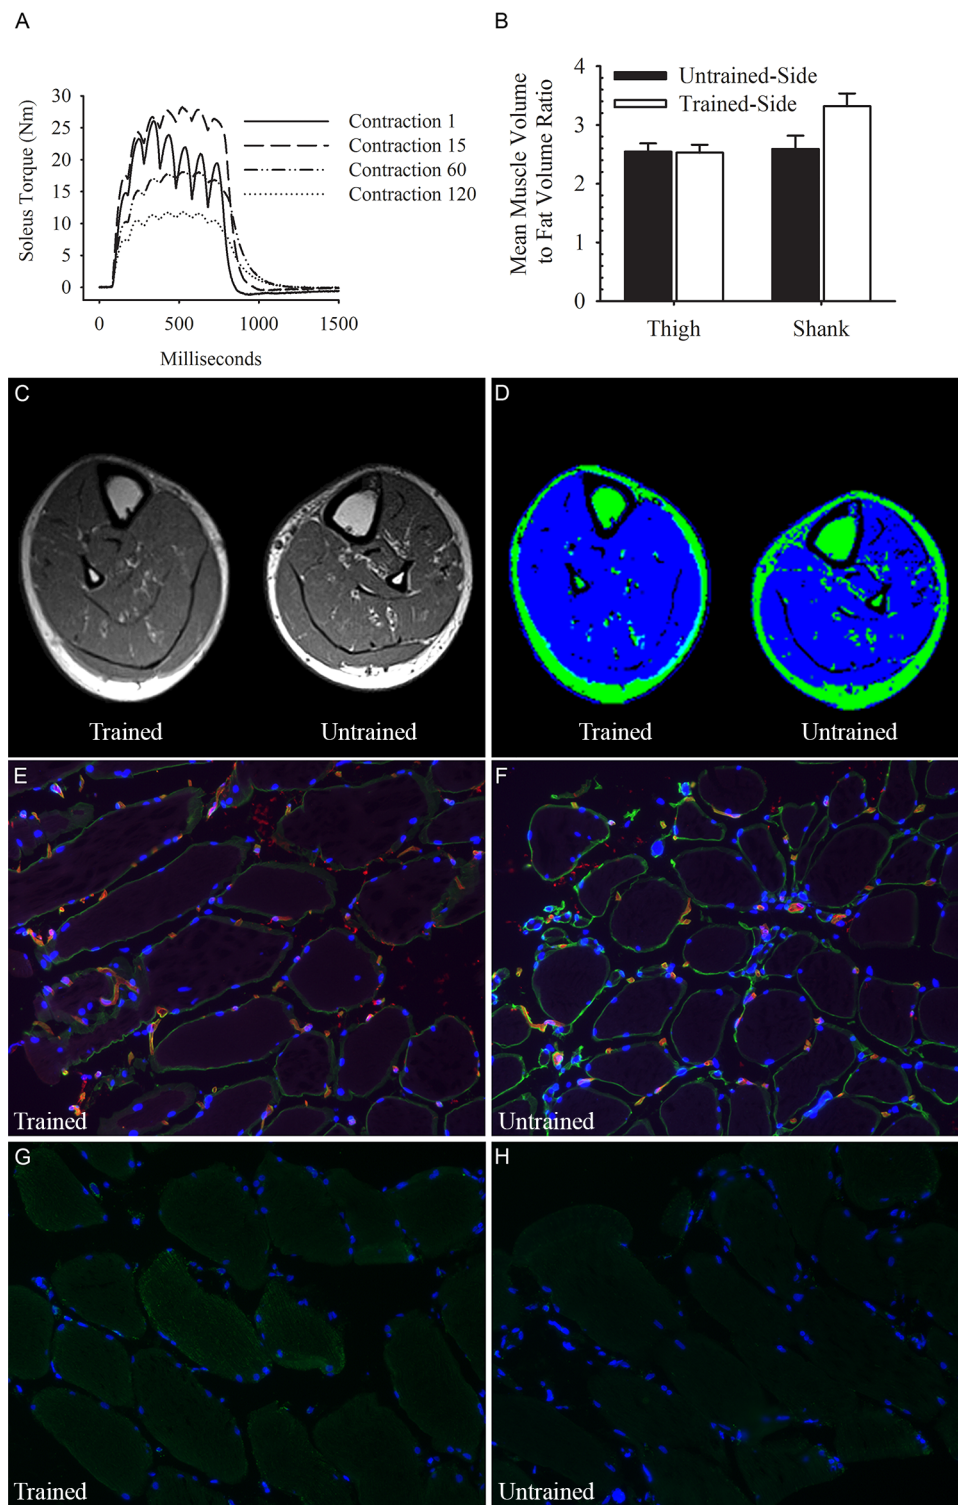 A
B
Soleus Torque (Nm)
30
25
20
15
10
5
0
0
500
1000
1500
Milliseconds
Contraction 1
Contraction 15
Contraction 60
Contraction 120
Mean Muscle Volume
to Fat Volume Ratio
4
3
2
1
0
Untrained-Side
Trained-Side
Thigh
Shank
C
Trained
Untrained
D
Trained
Untrained
E
Trained
F
Untrained
G
Trained
H
Untrained